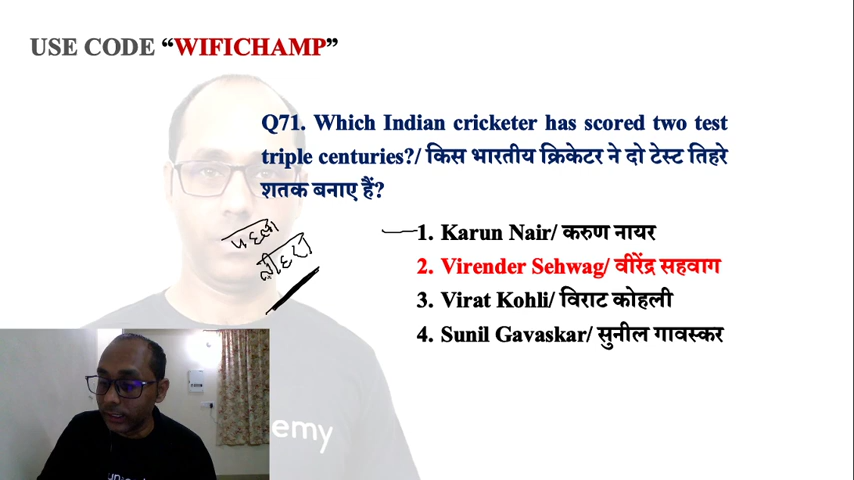 USE CODE “WIFICHAMP”
Q71. Which Indian cricketer has scored two test
triple centuries?/ किस भारतीय क्रिकेटर ने दो टेस्ट तिहरे
शतक बनाए हैं?
पहला
1. Karun Nair/ करुण नायर
2. Virender Sehwag/ वीरेंद्र सहवाग
3. Virat Kohli/ विराट कोहली
4. Sunil Gavaskar/ सुनील गावस्कर
emy